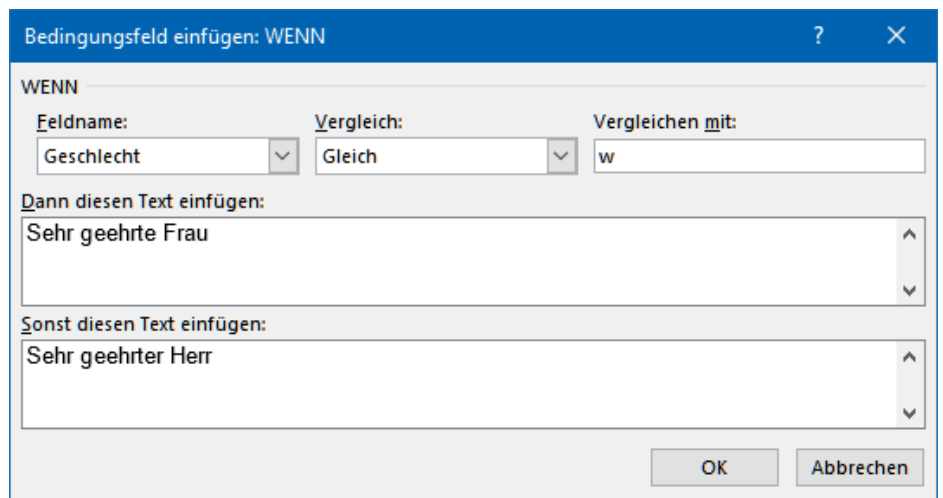 Bedingungsfeld einfügen: WENN ?
WENN
Feldname: Vergleich: Vergleichen mit:
Geschlecht Gleich w
Dann diesen Text einfügen:
Sehr geehrte Frau
Sonst diesen Text einfügen:
Sehr geehrter Herr
OK Abbrechen